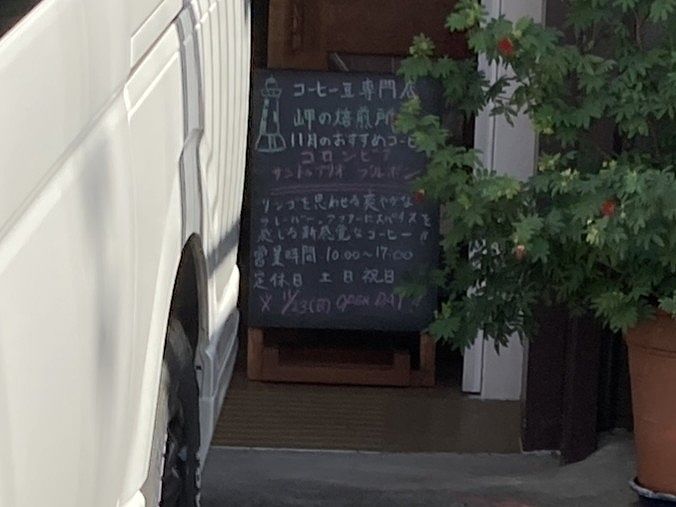 コーヒー豆専門店
岬の焙煎所
11月のおすすめコーヒー
コロンビア
サントゥアリオ ブルボン
リンゴを思わせる爽やかな
フレーバー。アフターにスパイスを
感じる新感覚なコーヒー!!
営業時間 10:00〜17:00
定休日 土 日 祝日
※ 11/23(日) OPEN DAY!!